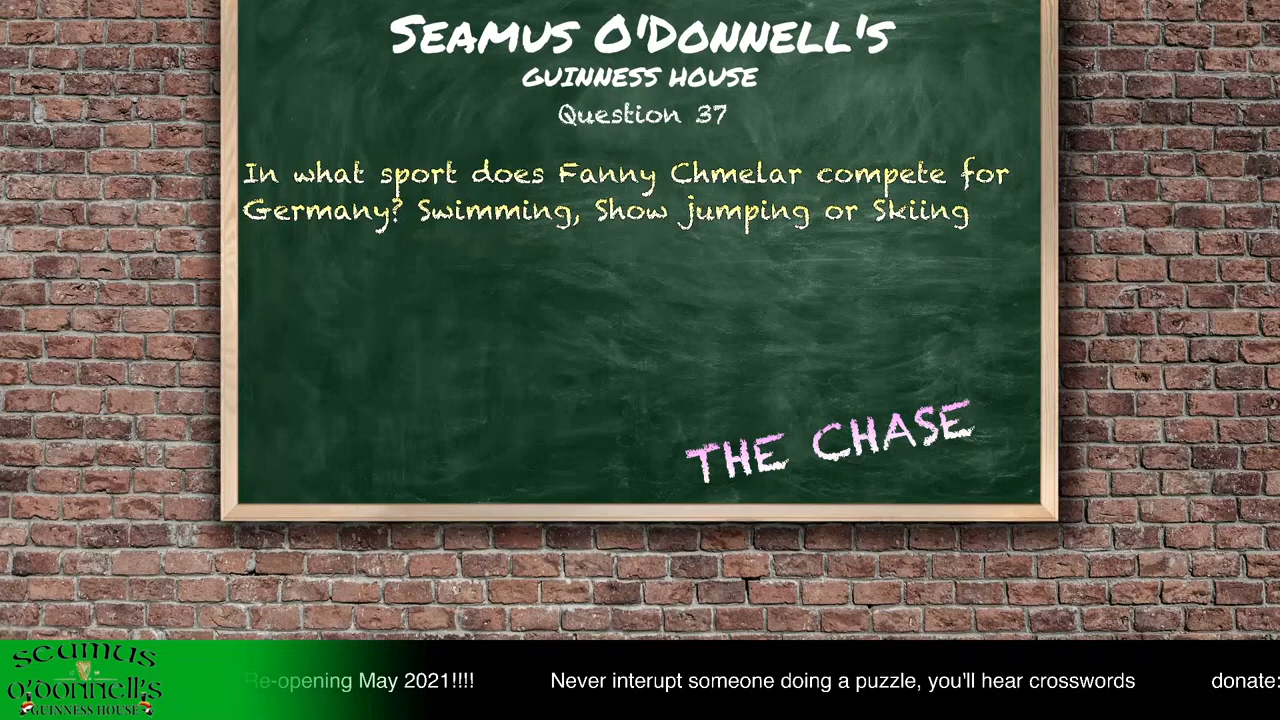 SEAMUS O'DONNELL'S
GUINNESS HOUSE
Question 37
In what sport does Fanny Chmelar compete for
Germany? Swimming, Show jumping or Skiing
THE CHASE
seamus
o'donnell's
GUINNESS HOUSE
Re-opening May 2021!!!! Never interupt someone doing a puzzle, you'll hear crosswords donate: